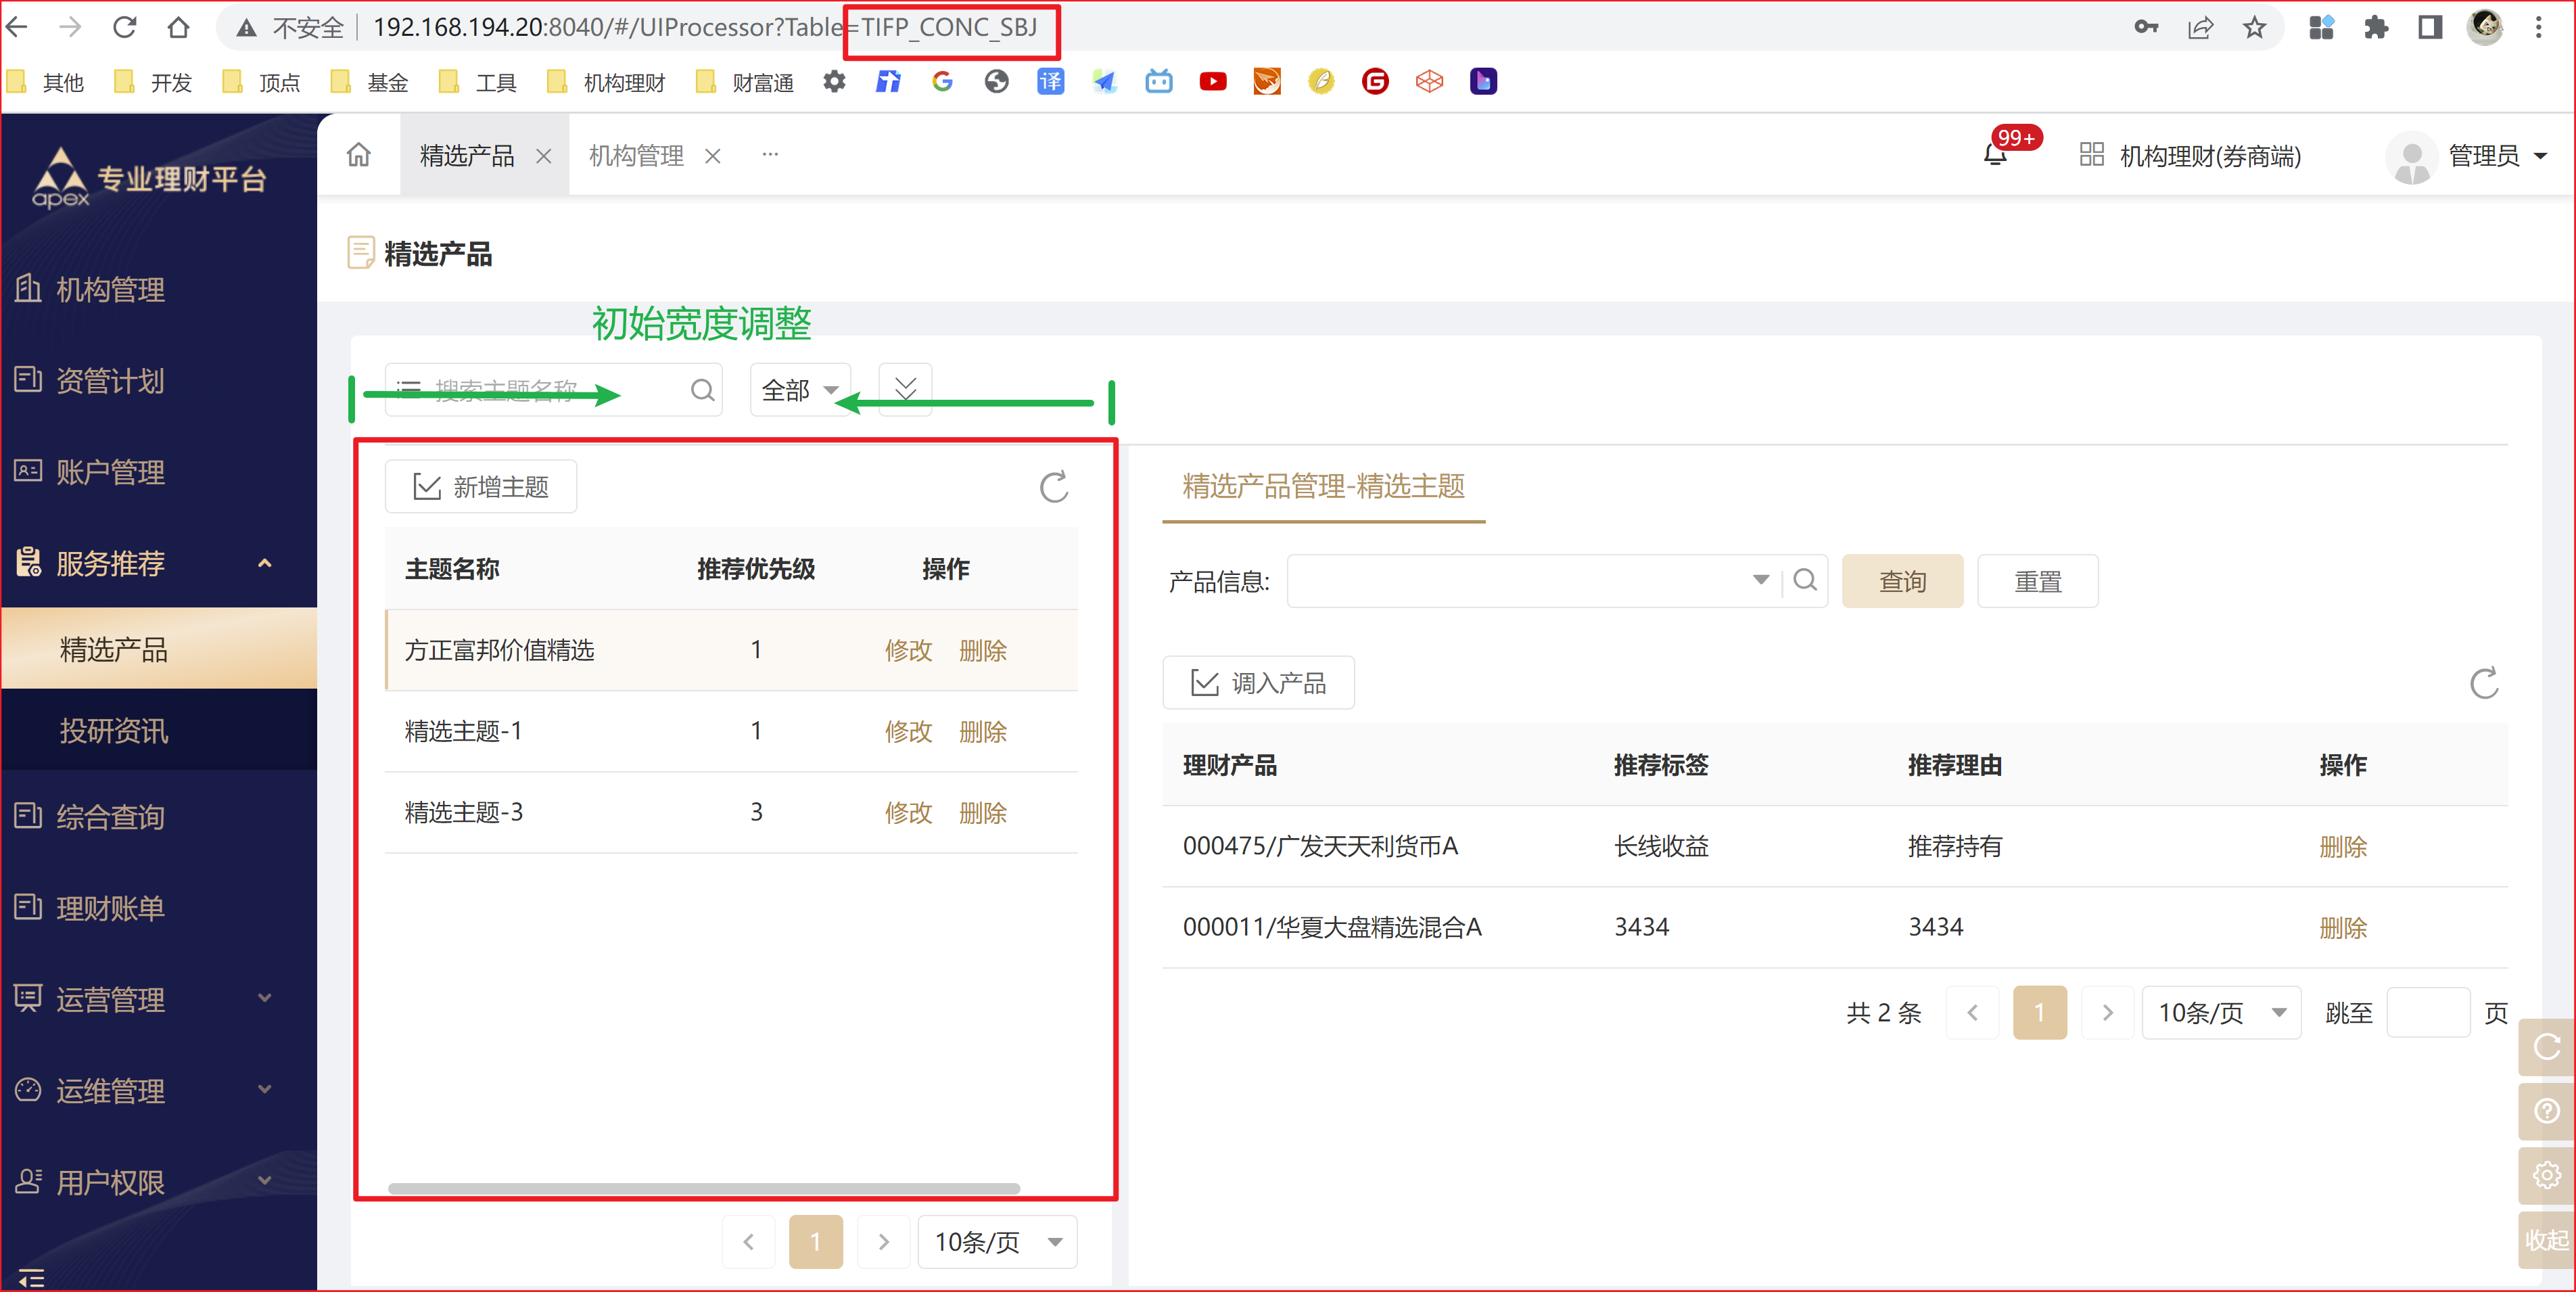 不安全 192.168.194.20:8040/#/UIProcessor?Table=TIFP_CONC_SBJ
其他 开发 顶点 基金 工具 机构理财 财富通 译
apex 专业理财平台
精选产品 机构管理 ...
99+ 机构理财(券商端) 管理员
机构管理
资管计划
账户管理
服务推荐
精选产品
投研资讯
综合查询
理财账单
运营管理
运维管理
用户权限
精选产品
初始宽度调整
搜索主题名称 全部
新增主题
主题名称 推荐优先级 操作
方正富邦价值精选 1 修改 删除
精选主题-1 1 修改 删除
精选主题-3 3 修改 删除
1 10条/页
精选产品管理-精选主题
产品信息: 查询 重置
调入产品
理财产品 推荐标签 推荐理由 操作
000475/广发天天利货币A 长线收益 推荐持有 删除
000011/华夏大盘精选混合A 3434 3434 删除
共 2 条 1 10条/页 跳至 页
收起